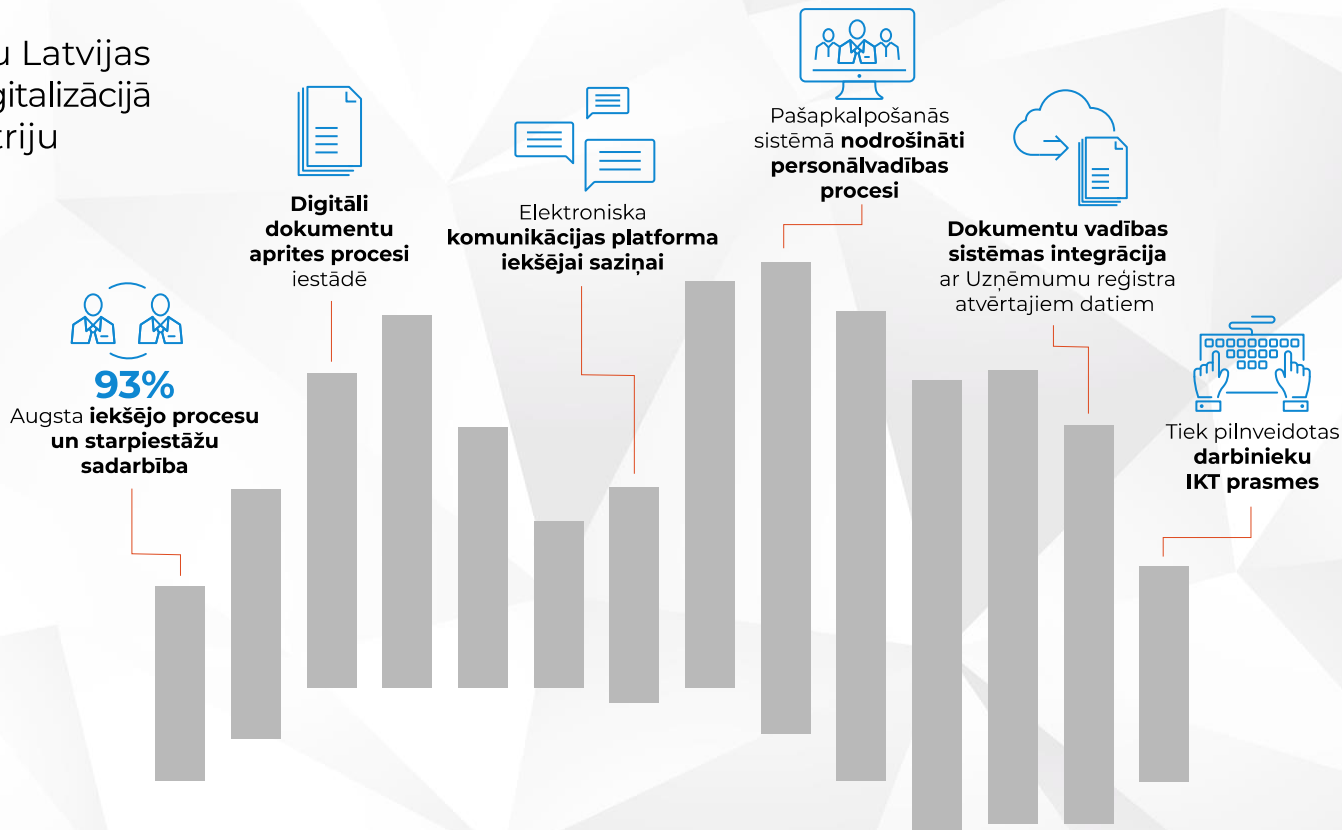 u Latvijas
gitalizācijā
triju
93%
Augsta iekšējo procesu
un starpiestāžu
sadarbība
Digitāli
dokumentu
aprites procesi
iestādē
Elektroniska
komunikācijas platforma
iekšējai saziņai
Pašapkalpošanās
sistēmā nodrošināti
personālvadības
procesi
Dokumentu vadības
sistēmas integrācija
ar Uzņēmumu reģistra
atvērtajiem datiem
Tiek pilnveidotas
darbinieku
IKT prasmes